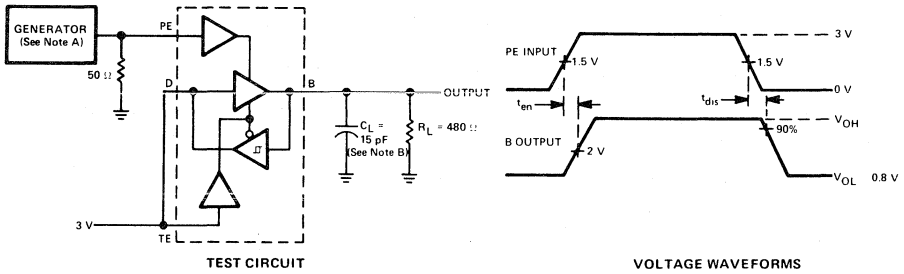 GENERATOR
(See Note A)
PE
50 Ω
D
B
OUTPUT
C_L =
15 pF
(See Note B)
R_L = 480 Ω
3 V
TE
TEST CIRCUIT
PE INPUT
1.5 V
1.5 V
3 V
0 V
t_en
t_dis
V_OH
90%
B OUTPUT
2 V
V_OL 0.8 V
VOLTAGE WAVEFORMS